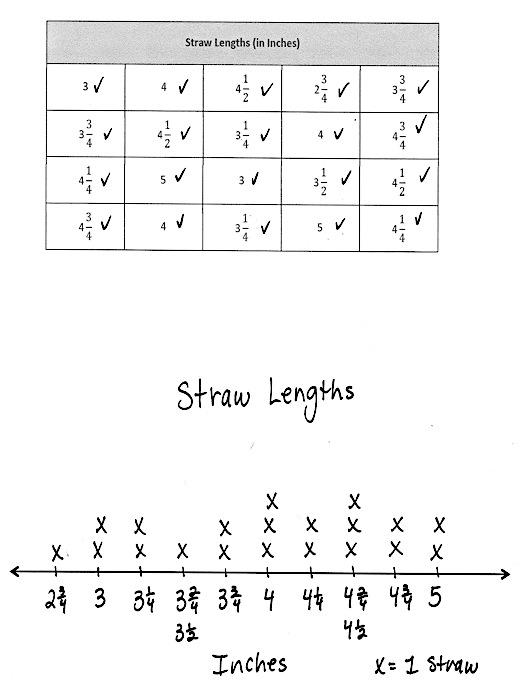 Straw Lengths (in Inches)
3 ✓ 4 ✓ 4 1/2 ✓ 2 3/4 ✓ 3 3/4 ✓
3 3/4 ✓ 4 1/2 ✓ 3 1/4 ✓ 4 ✓ 4 3/4 ✓
4 1/4 ✓ 5 ✓ 3 ✓ 3 1/2 ✓ 4 1/2 ✓
4 3/4 ✓ 4 ✓ 3 1/4 ✓ 5 ✓ 4 1/4 ✓
Straw Lengths
X X
X X X X X X X X
X X X X X X X X X X
2 3/4 3 3 1/4 3 2/4 3 3/4 4 4 1/4 4 2/4 4 3/4 5
3 1/2 4 1/2
Inches X = 1 Straw